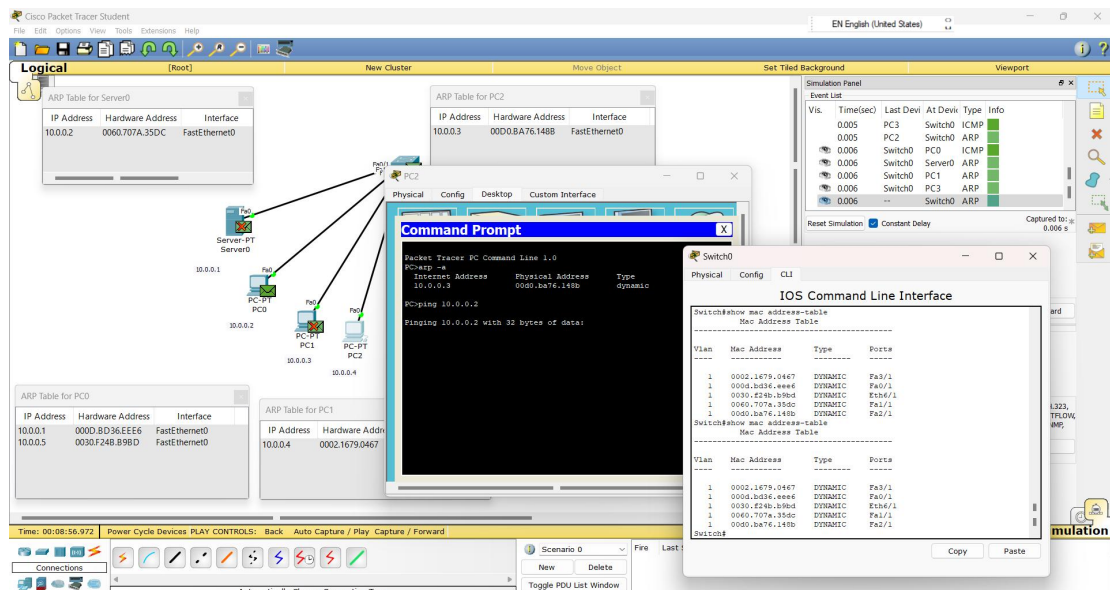 Cisco Packet Tracer Student
EN English (United States)
File Edit Options View Tools Extensions Help
Logical [Root] New Cluster Move Object Set Tiled Background Viewport
ARP Table for Server0
IP Address Hardware Address Interface
10.0.0.2 0060.707A.35DC FastEthernet0
ARP Table for PC2
IP Address Hardware Address Interface
10.0.0.3 00D0.BA76.148B FastEthernet0
Simulation Panel
Event List
Vis. Time(sec) Last Devi At Devic Type Info
0.005 PC3 Switch0 ICMP
0.005 PC2 Switch0 ARP
0.006 Switch0 PC0 ICMP
0.006 Switch0 Server0 ARP
0.006 Switch0 PC1 ARP
0.006 Switch0 PC3 ARP
0.006 -- Switch0 ARP
Reset Simulation Constant Delay Captured to:
0.006 s
Fa0/1
Fa0
Server-PT
Server0
10.0.0.1
Fa0
PC-PT
PC0
10.0.0.2
Fa0
PC-PT
PC1
10.0.0.3
Fa0
PC-PT
PC2
10.0.0.4
PC2
Physical Config Desktop Custom Interface
Command Prompt X
Packet Tracer PC Command Line 1.0
PC>arp -a
Internet Address Physical Address Type
10.0.0.3 00d0.ba76.148b dynamic
PC>ping 10.0.0.2
Pinging 10.0.0.2 with 32 bytes of data:
Switch0
Physical Config CLI
IOS Command Line Interface
Switch#show mac address-table
Mac Address Table
-------------------------------------------
Vlan Mac Address Type Ports
---- ----------- -------- -----
1 0002.1679.0467 DYNAMIC Fa3/1
1 000d.bd36.eee6 DYNAMIC Fa0/1
1 0030.f24b.b9bd DYNAMIC Eth6/1
1 0060.707a.35dc DYNAMIC Fa1/1
1 00d0.ba76.148b DYNAMIC Fa2/1
Switch#show mac address-table
Mac Address Table
-------------------------------------------
Vlan Mac Address Type Ports
---- ----------- -------- -----
1 0002.1679.0467 DYNAMIC Fa3/1
1 000d.bd36.eee6 DYNAMIC Fa0/1
1 0030.f24b.b9bd DYNAMIC Eth6/1
1 0060.707a.35dc DYNAMIC Fa1/1
1 00d0.ba76.148b DYNAMIC Fa2/1
Switch#
Copy Paste
ARP Table for PC0
IP Address Hardware Address Interface
10.0.0.1 000D.BD36.EEE6 FastEthernet0
10.0.0.5 0030.F24B.B9BD FastEthernet0
ARP Table for PC1
IP Address Hardware Addre
10.0.0.4 0002.1679.0467
Time: 00:08:56.972 Power Cycle Devices PLAY CONTROLS: Back Auto Capture / Play Capture / Forward
Connections
Scenario 0
Fire Last
New Delete
Toggle PDU List Window